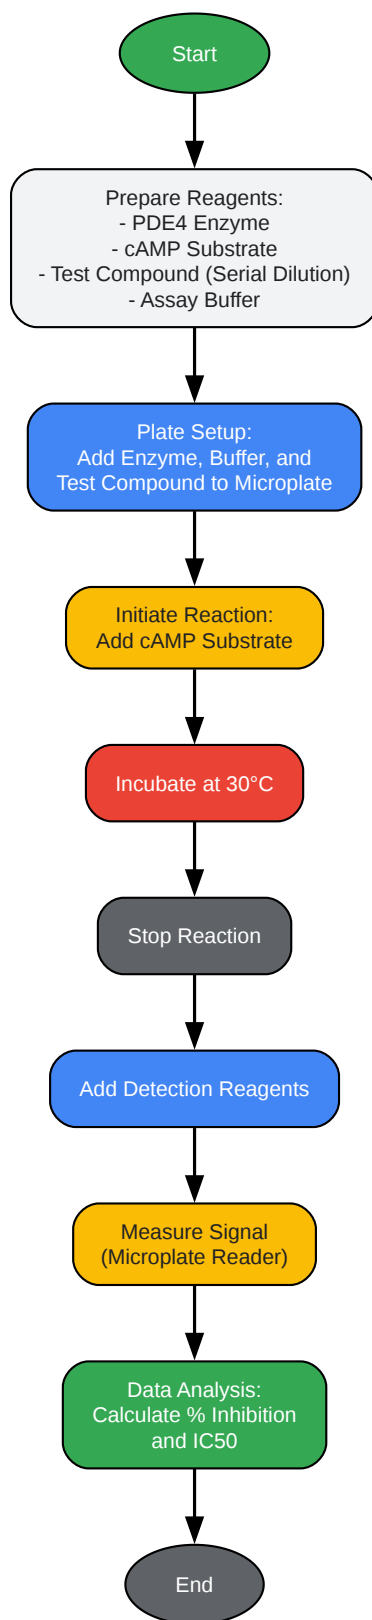 Start
Prepare Reagents:
- PDE4 Enzyme
- cAMP Substrate
- Test Compound (Serial Dilution)
- Assay Buffer
Plate Setup:
Add Enzyme, Buffer, and
Test Compound to Microplate
Initiate Reaction:
Add cAMP Substrate
Incubate at 30°C
Stop Reaction
Add Detection Reagents
Measure Signal
(Microplate Reader)
Data Analysis:
Calculate % Inhibition
and IC50
End